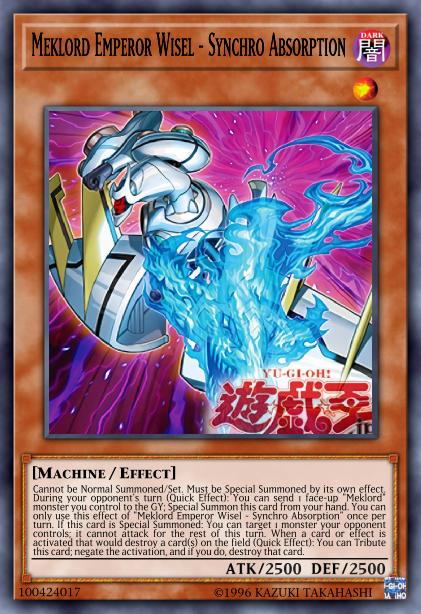 Meklord Emperor Wisel - Synchro Absorption
DARK
闇
YU-GI-OH!
遊戯王
[Machine / Effect]
Cannot be Normal Summoned/Set. Must be Special Summoned by its own effect.
During your opponent's turn (Quick Effect): You can send 1 face-up "Meklord"
monster you control to the GY; Special Summon this card from your hand. You can
only use this effect of "Meklord Emperor Wisel - Synchro Absorption" once per
turn. If this card is Special Summoned: You can target 1 monster your opponent
controls; it cannot attack for the rest of this turn. When a card or effect is
activated that would destroy a card(s) on the field (Quick Effect): You can Tribute
this card; negate the activation, and if you do, destroy that card.
ATK/2500 DEF/2500
100424017
©1996 KAZUKI TAKAHASHI